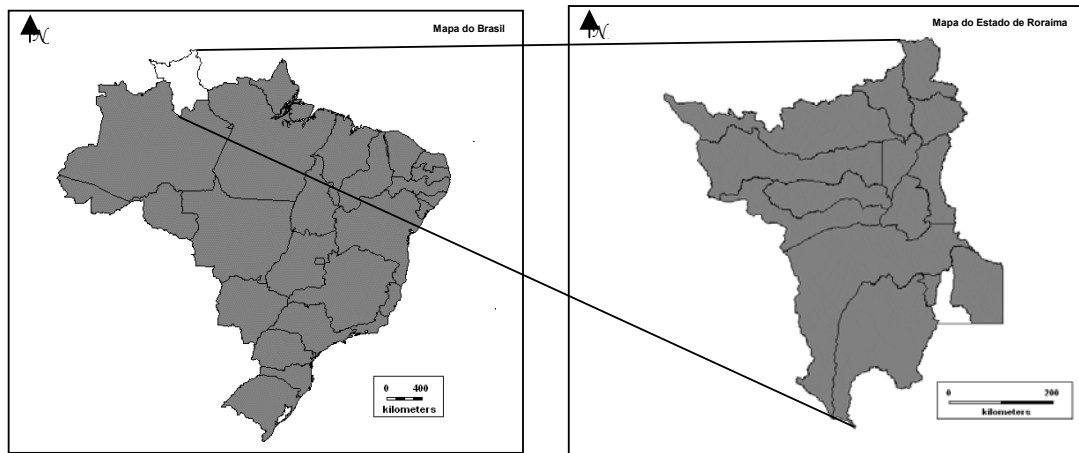 Mapa do Brasil
N
0 400
kilometers
Mapa do Estado de Roraima
N
0 200
kilometers